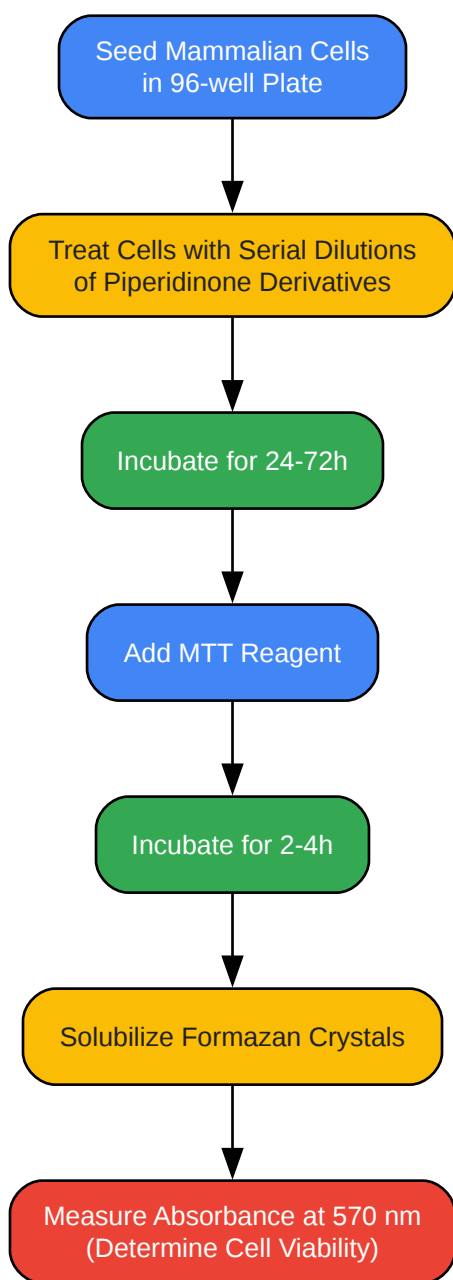 Seed Mammalian Cells
in 96-well Plate
Treat Cells with Serial Dilutions
of Piperidinone Derivatives
Incubate for 24-72h
Add MTT Reagent
Incubate for 2-4h
Solubilize Formazan Crystals
Measure Absorbance at 570 nm
(Determine Cell Viability)